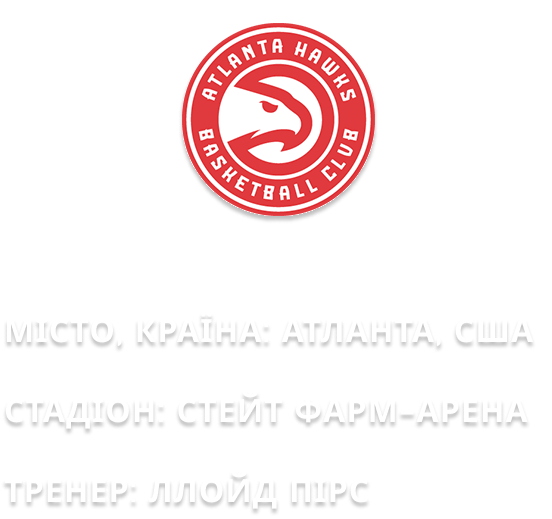 ATLANTA HAWKS
BASKETBALL CLUB
МІСТО, КРАЇНА: АТЛАНТА, США
СТАДІОН: СТЕЙТ ФАРМ-АРЕНА
ТРЕНЕР: ЛЛОЙД ПІРС